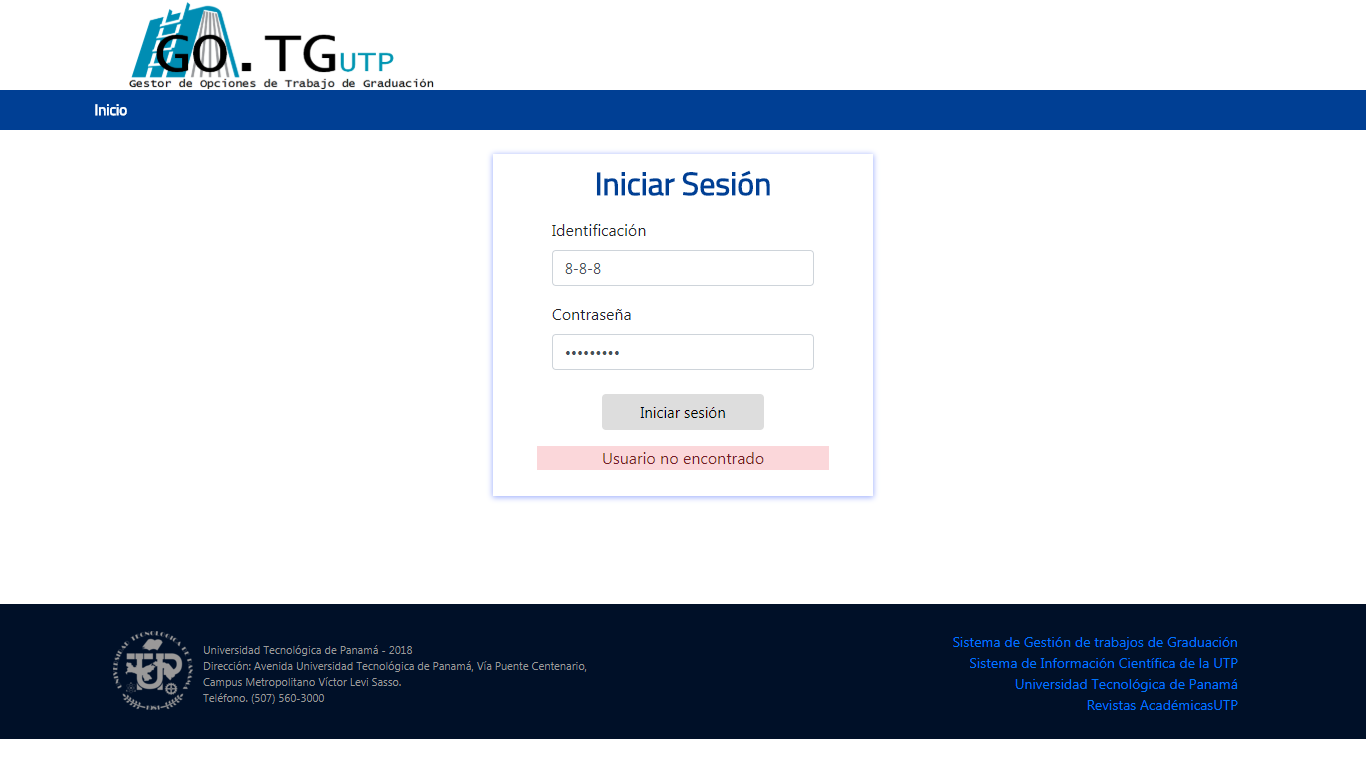 GO.TGUTP
Gestor de Opciones de Trabajo de Graduación
Inicio
Iniciar Sesión
Identificación
8-8-8
Contraseña
•••••••••
Iniciar sesión
Usuario no encontrado
Universidad Tecnológica de Panamá - 2018
Dirección: Avenida Universidad Tecnológica de Panamá, Vía Puente Centenario,
Campus Metropolitano Víctor Levi Sasso.
Teléfono. (507) 560-3000
Sistema de Gestión de trabajos de Graduación
Sistema de Información Científica de la UTP
Universidad Tecnológica de Panamá
Revistas AcadémicasUTP